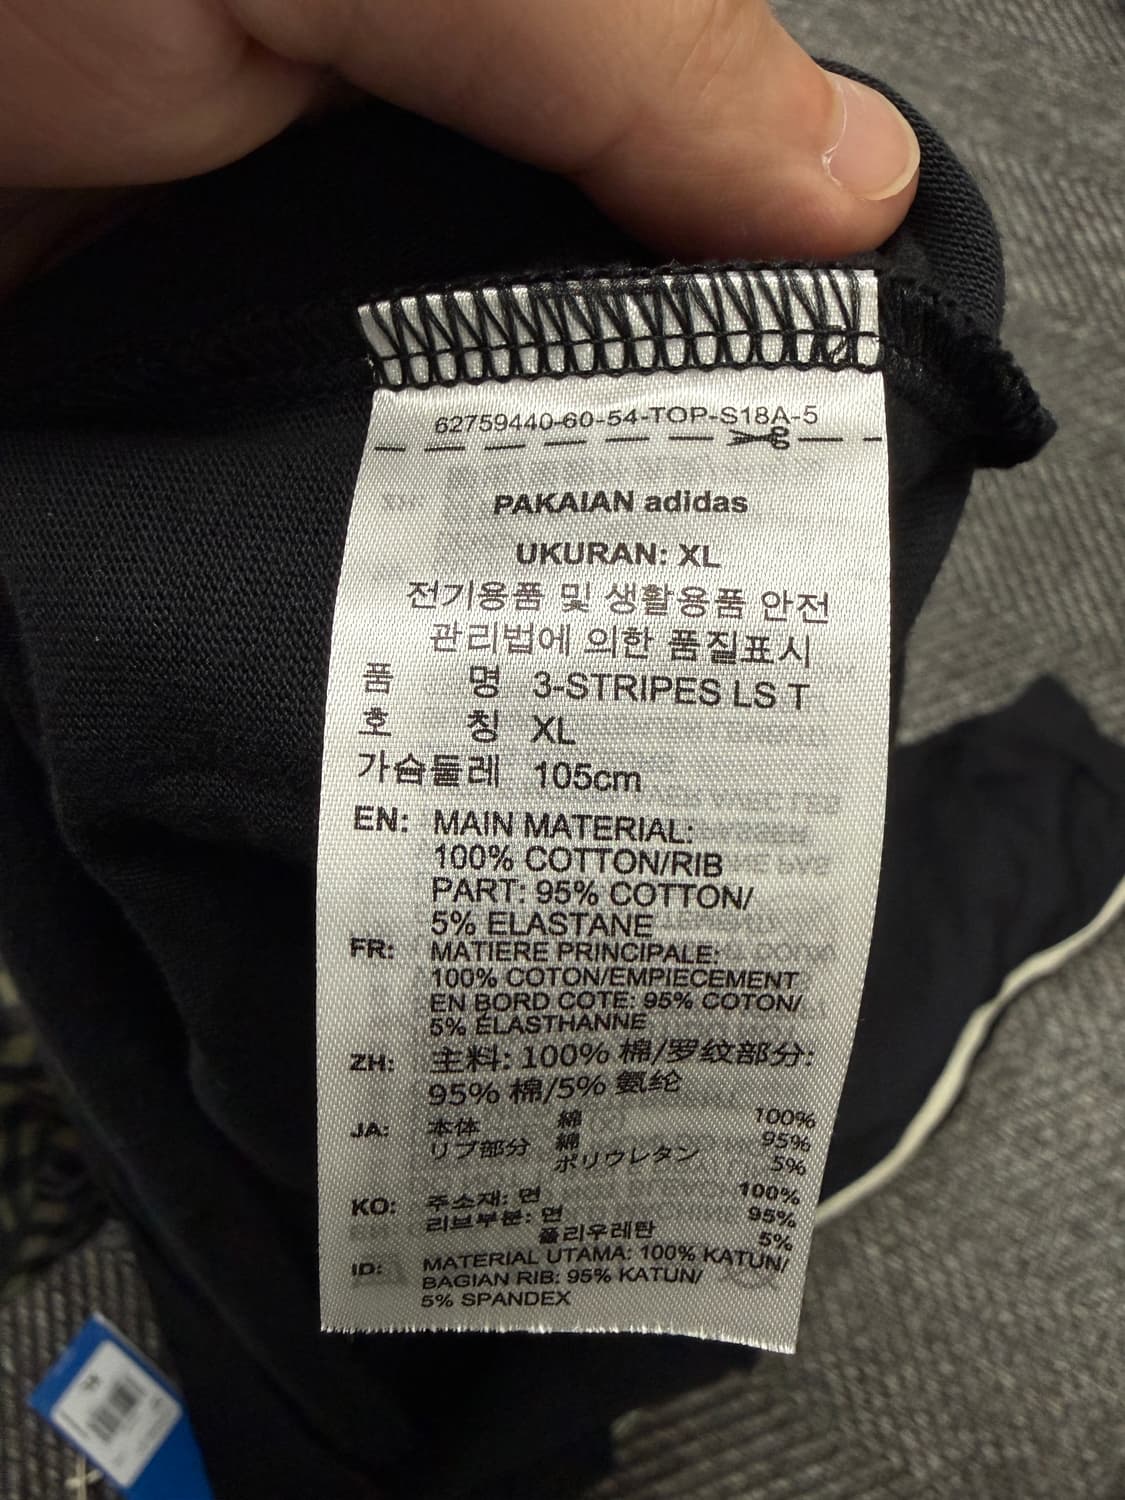 62759440-60-54-TOP-S18A-5
PAKAIAN adidas
UKURAN: XL
전기용품 및 생활용품 안전
관리법에 의한 품질표시
품 명 3-STRIPES LS T
호 칭 XL
가슴둘레 105cm
EN: MAIN MATERIAL:
100% COTTON/RIB
PART: 95% COTTON/
5% ELASTANE
FR: MATIERE PRINCIPALE:
100% COTON/EMPIECEMENT
EN BORD COTE: 95% COTON/
5% ÉLASTHANNE
ZH: 主料: 100% 棉/罗纹部分:
95% 棉/5% 氨纶
JA: 本体 綿 100%
リブ部分 綿 95%
ポリウレタン 5%
KO: 주소재: 면 100%
리브부분: 면 95%
폴리우레탄 5%
ID: MATERIAL UTAMA: 100% KATUN/
BAGIAN RIB: 95% KATUN/
5% SPANDEX